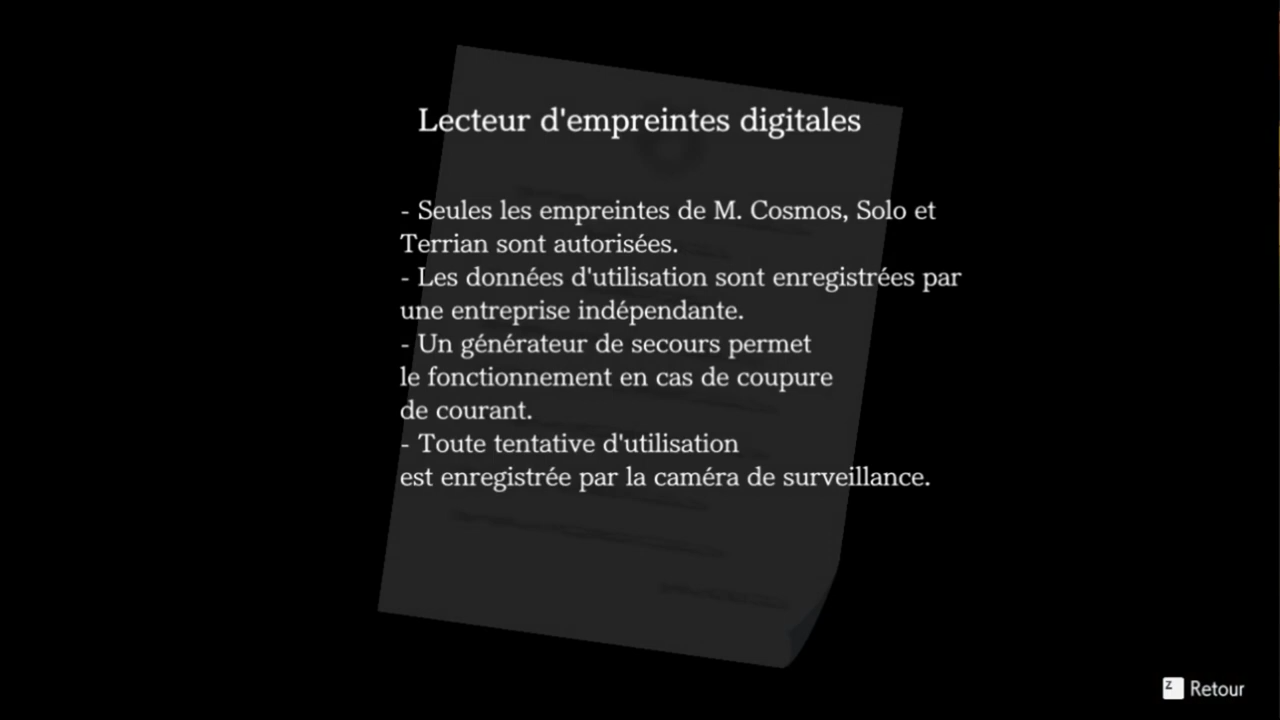 Lecteur d'empreintes digitales
- Seules les empreintes de M. Cosmos, Solo et
Terrian sont autorisées.
- Les données d'utilisation sont enregistrées par
une entreprise indépendante.
- Un générateur de secours permet
le fonctionnement en cas de coupure
de courant.
- Toute tentative d'utilisation
est enregistrée par la caméra de surveillance.
Z Retour